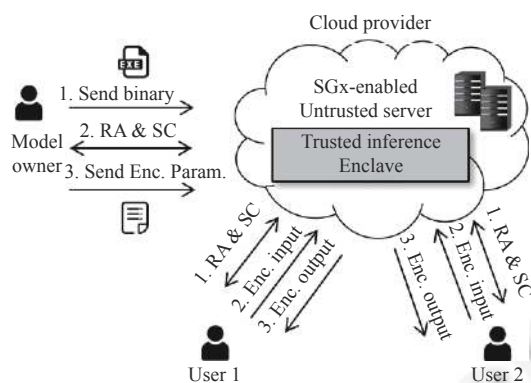 Cloud provider
EXE
SGx-enabled
Untrusted server
Trusted inference
Enclave
1. Send binary
2. RA & SC
Model
owner
3. Send Enc. Param.
1. RA & SC
2. Enc. input
3. Enc. output
User 1
3. Enc. output
2. Enc. input
1. RA & SC
User 2